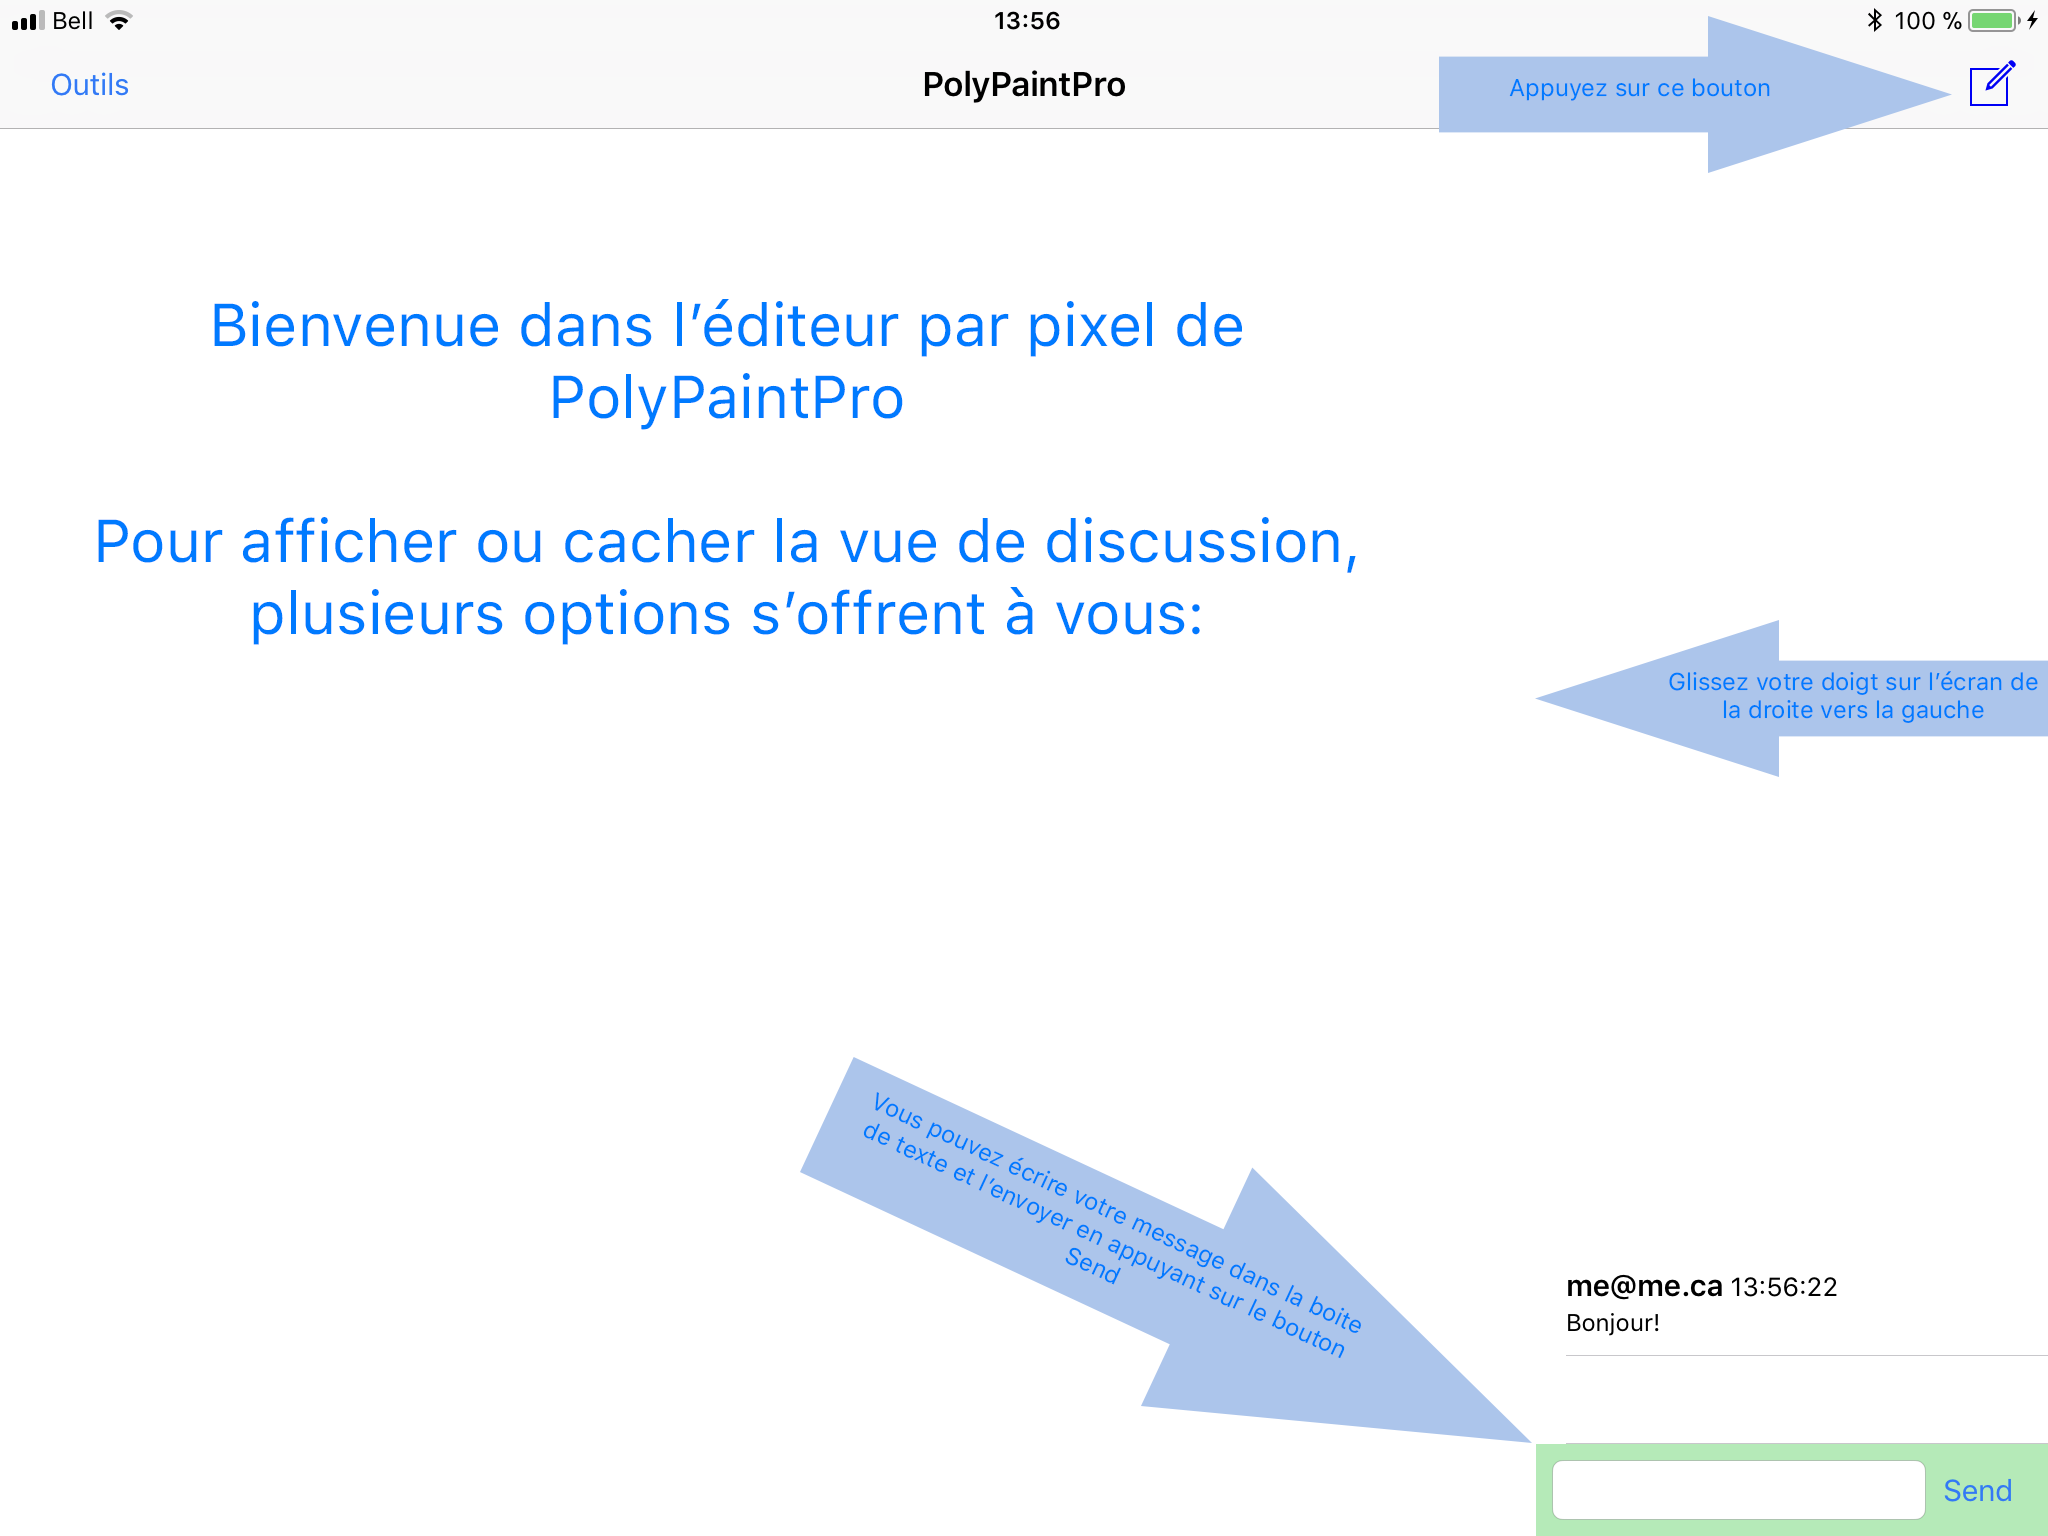 Bell 13:56 100 %
Outils PolyPaintPro Appuyez sur ce bouton
Bienvenue dans l’éditeur par pixel de
PolyPaintPro
Pour afficher ou cacher la vue de discussion,
plusieurs options s’offrent à vous:
Glissez votre doigt sur l’écran de
la droite vers la gauche
Vous pouvez écrire votre message dans la boite
de texte et l’envoyer en appuyant sur le bouton
Send
me@me.ca 13:56:22
Bonjour!
Send